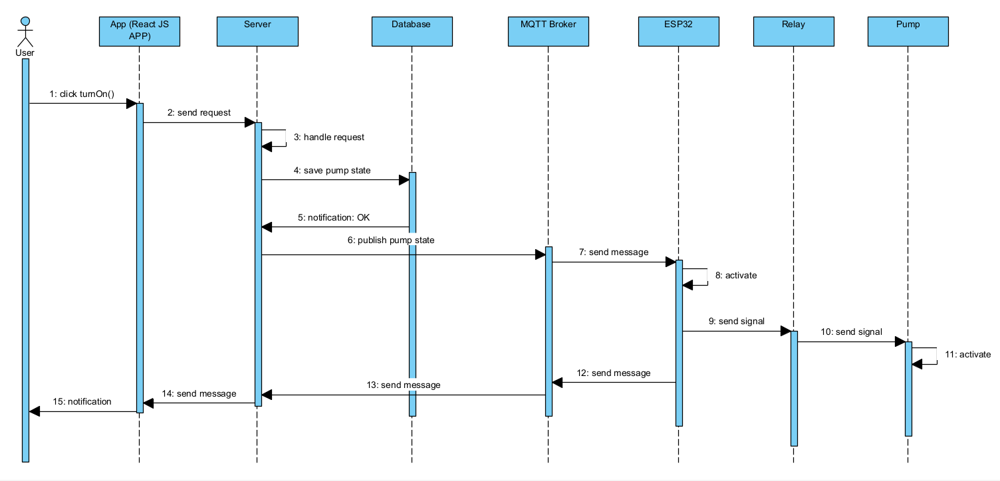 User
App (React JS
APP)
Server
Database
MQTT Broker
ESP32
Relay
Pump
1: click turnOn()
2: send request
3: handle request
4: save pump state
5: notification: OK
6: publish pump state
7: send message
8: activate
9: send signal
10: send signal
11: activate
12: send message
13: send message
14: send message
15: notification